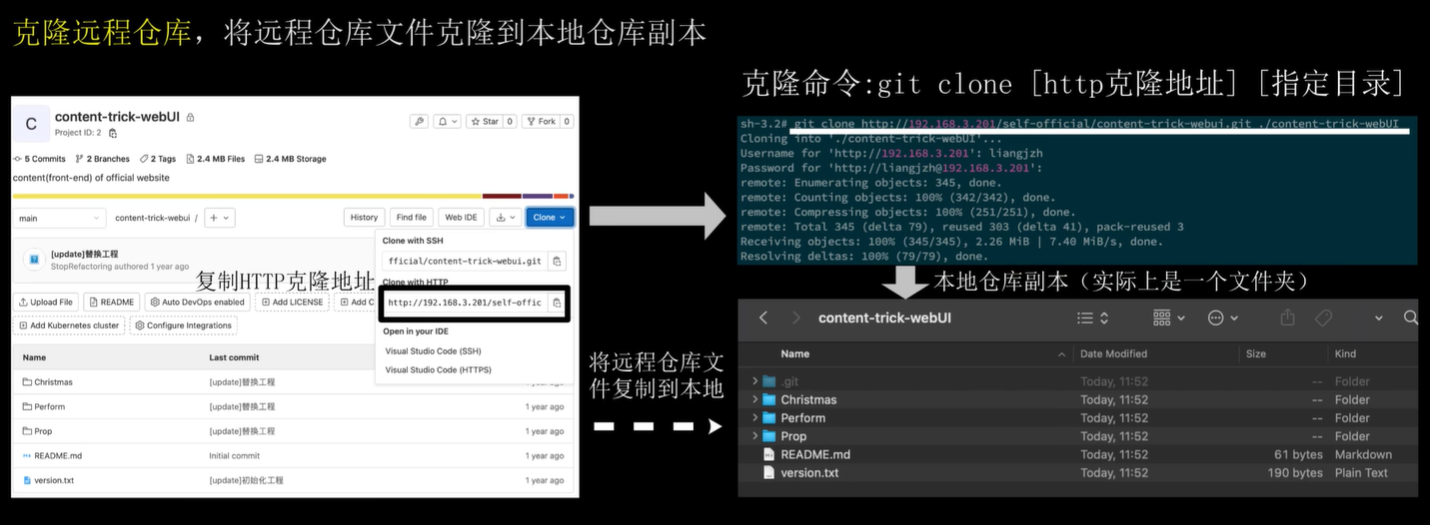 克隆远程仓库，将远程仓库文件克隆到本地仓库副本
C
content-trick-webUI
Project ID: 2
Star 0
Fork 0
5 Commits 2 Branches 2 Tags 2.4 MB Files 2.4 MB Storage
content(front-end) of official website
main
content-trick-webui / +
History Find file Web IDE Clone
Clone with SSH
fficial/content-trick-webui.git
[update]替换工程
StopRefactoring authored 1 year ago
复制HTTP克隆地址
Clone with HTTP
http://192.168.3.201/self-offic
Upload File README Auto DevOps enabled Add LICENSE Add C
Add Kubernetes cluster Configure Integrations
Open in your IDE
Visual Studio Code (SSH)
Visual Studio Code (HTTPS)
Name Last commit
Christmas [update]替换工程
Perform [update]替换工程 1 year ago
Prop [update]替换工程 1 year ago
README.md Initial commit 1 year ago
version.txt [update]初始化工程 1 year ago
将远程仓库文
件复制到本地
克隆命令:git clone [http克隆地址] [指定目录]
sh-3.2# git clone http://192.168.3.201/self-official/content-trick-webui.git ./content-trick-webUI
Cloning into './content-trick-webUI'...
Username for 'http://192.168.3.201': liangjzh
Password for 'http://liangjzh@192.168.3.201':
remote: Enumerating objects: 345, done.
remote: Counting objects: 100% (342/342), done.
remote: Compressing objects: 100% (251/251), done.
remote: Total 345 (delta 79), reused 303 (delta 41), pack-reused 3
Receiving objects: 100% (345/345), 2.26 MiB | 7.40 MiB/s, done.
Resolving deltas: 100% (79/79), done.
本地仓库副本（实际上是一个文件夹）
content-trick-webUI
Name Date Modified Size Kind
.git Today, 11:52 -- Folder
Christmas Today, 11:52 -- Folder
Perform Today, 11:52 -- Folder
Prop Today, 11:52 -- Folder
README.md Today, 11:52 61 bytes Markdown
version.txt Today, 11:52 190 bytes Plain Text